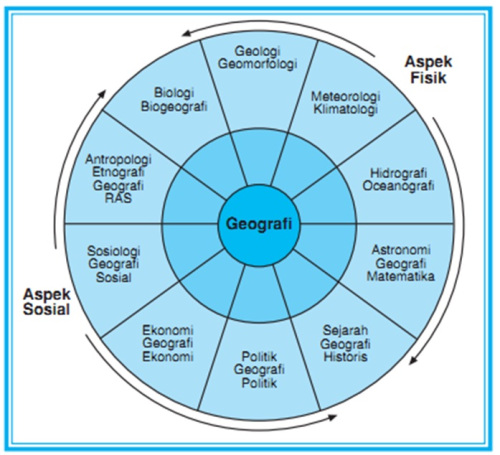 Aspek
Fisik
Geologi
Geomorfologi
Meteorologi
Klimatologi
Hidrografi
Oceanografi
Astronomi
Geografi
Matematika
Sejarah
Geografi
Historis
Politik
Geografi
Politik
Ekonomi
Geografi
Ekonomi
Sosiologi
Geografi
Sosial
Antropologi
Etnografi
Geografi
RAS
Biologi
Biogeografi
Geografi
Aspek
Sosial